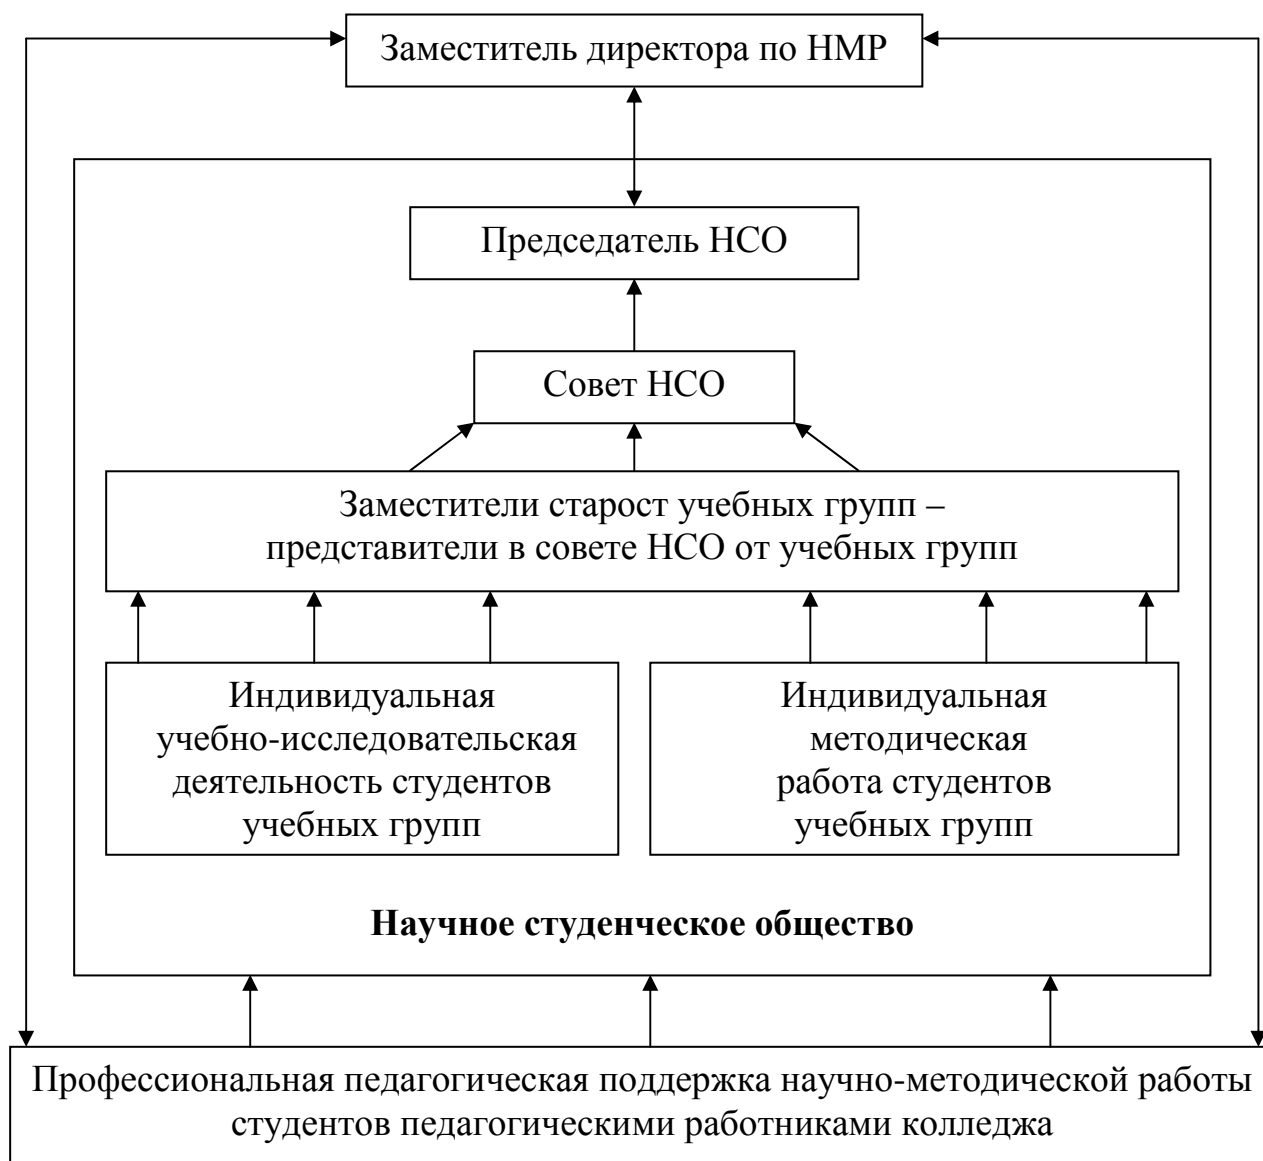 Заместитель директора по НМР
Председатель НСО
Совет НСО
Заместители старост учебных групп –
представители в совете НСО от учебных групп
Индивидуальная
учебно-исследовательская
деятельность студентов
учебных групп
Индивидуальная
методическая
работа студентов
учебных групп
Научное студенческое общество
Профессиональная педагогическая поддержка научно-методической работы
студентов педагогическими работниками колледжа